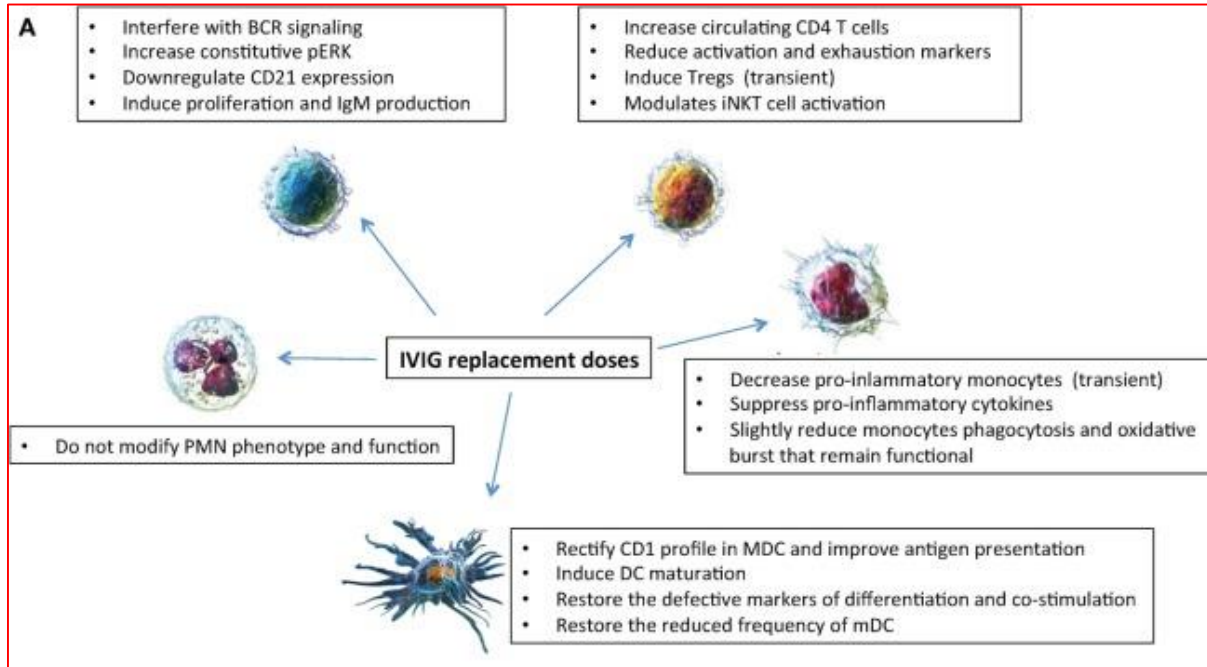 A
• Interfere with BCR signaling
• Increase constitutive pERK
• Downregulate CD21 expression
• Induce proliferation and IgM production
• Increase circulating CD4 T cells
• Reduce activation and exhaustion markers
• Induce Tregs (transient)
• Modulates iNKT cell activation
IVIG replacement doses
• Do not modify PMN phenotype and function
• Decrease pro-inlammatory monocytes (transient)
• Suppress pro-inflammatory cytokines
• Slightly reduce monocytes phagocytosis and oxidative
burst that remain functional
• Rectify CD1 profile in MDC and improve antigen presentation
• Induce DC maturation
• Restore the defective markers of differentiation and co-stimulation
• Restore the reduced frequency of mDC